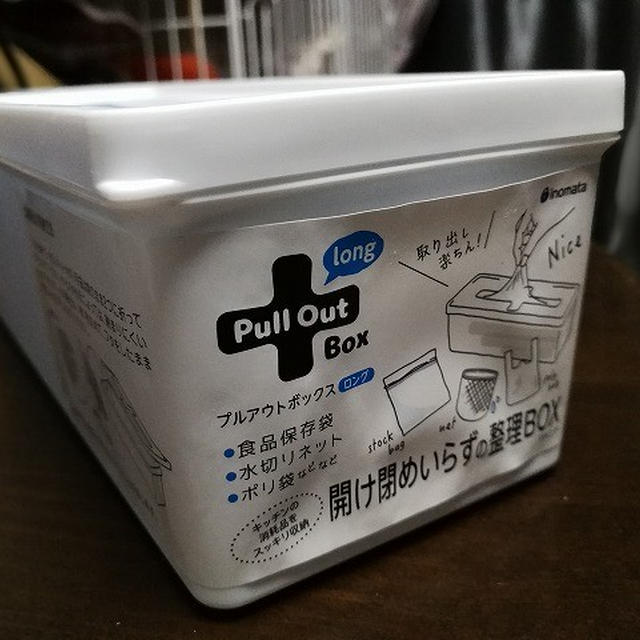 inomata
long
Pull Out
Box
取り出し
楽ちん!
Nice
プルアウトボックス ロング
•食品保存袋
•水切りネット
•ポリ袋などなど
stock
bag
net
開け閉めいらずの整理BOX
キッチンの
消耗品を
スッキリ収納